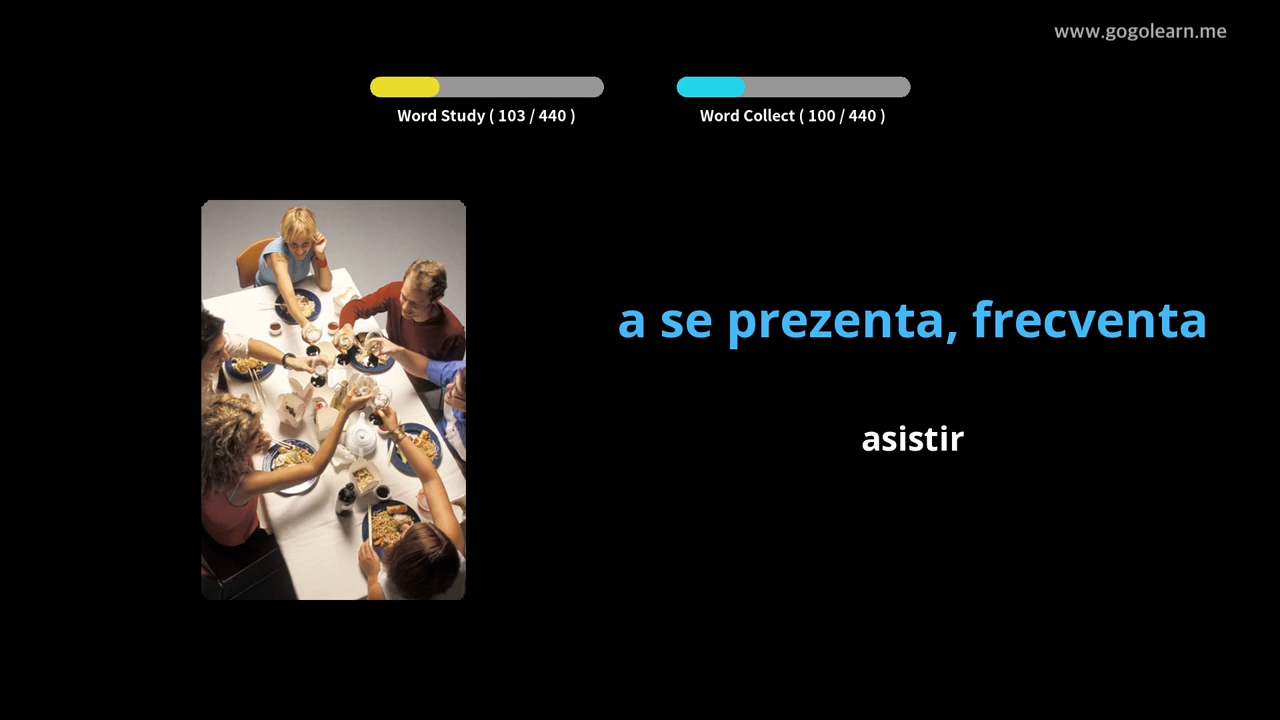 www.gogolearn.me
Word Study ( 103 / 440 )
Word Collect ( 100 / 440 )
a se prezenta, frecventa
asistir